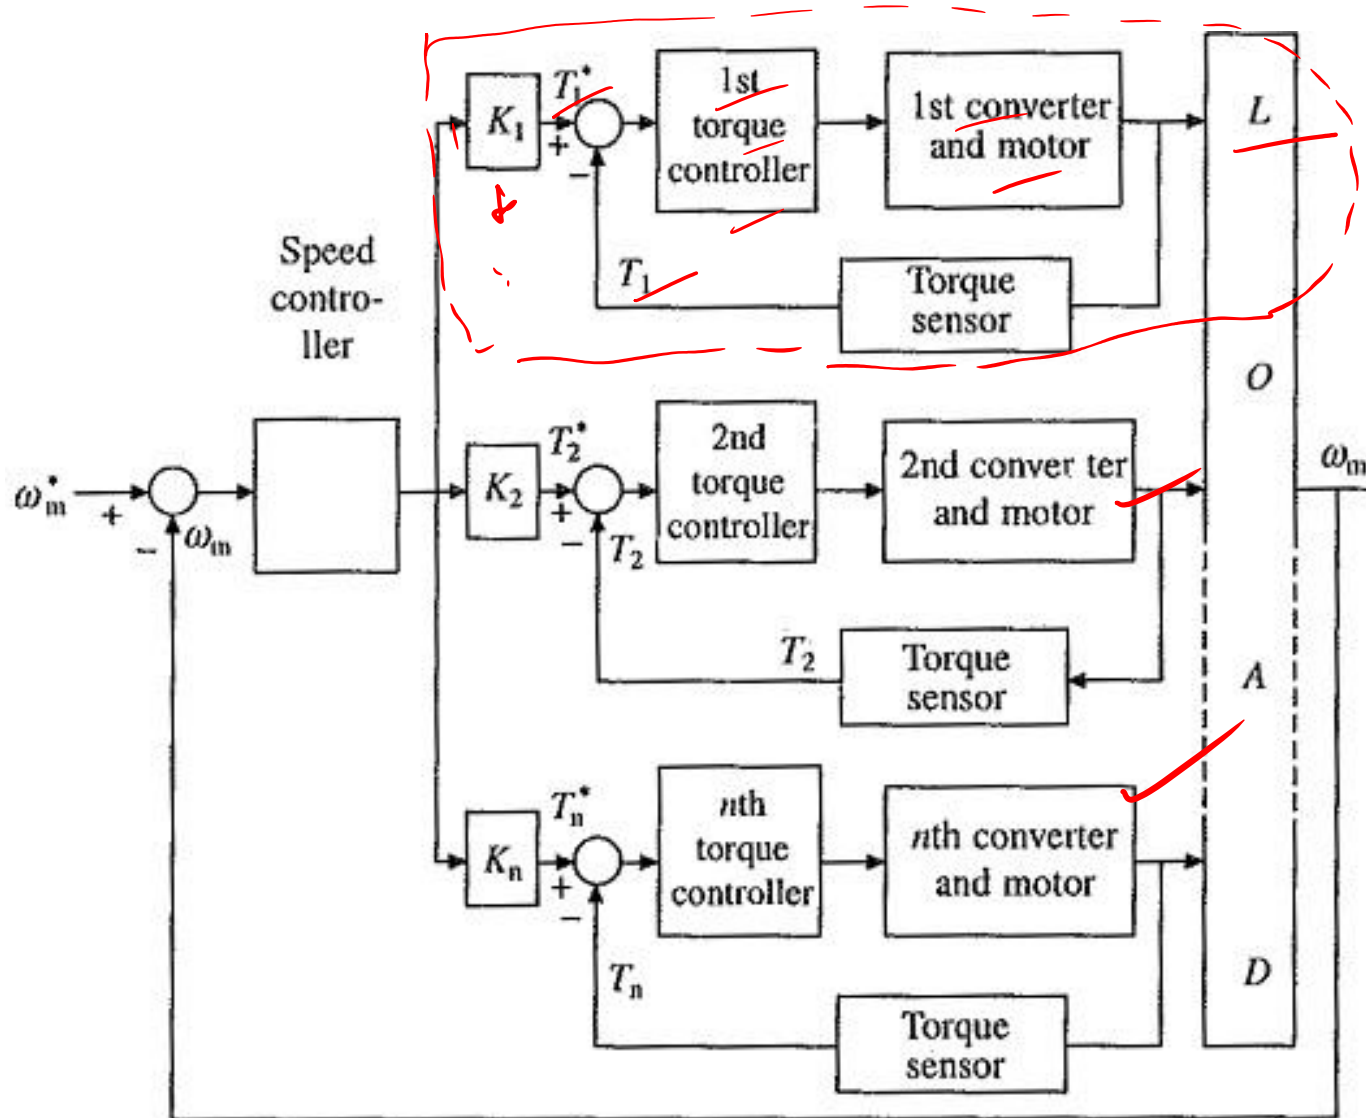 K₁
T₁*
+
−
1st
torque
controller
1st converter
and motor
L
T₁
Torque
sensor
Speed
contro-
ller
O
ω*ₘ
+
−
ωₘ
K₂
T₂*
+
−
T₂
2nd
torque
controller
2nd conver ter
and motor
ωₘ
T₂
Torque
sensor
A
Kₙ
Tₙ*
+
−
nth
torque
controller
nth converter
and motor
Tₙ
D
Torque
sensor